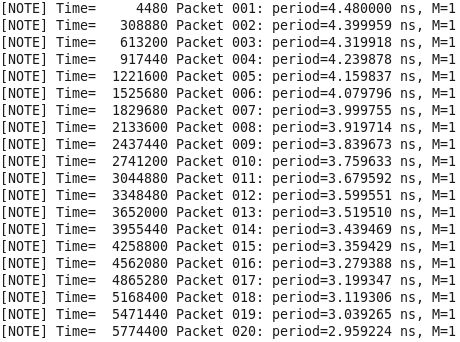 [NOTE] Time=     4480 Packet 001: period=4.480000 ns, M=1
[NOTE] Time=   308880 Packet 002: period=4.399959 ns, M=1
[NOTE] Time=   613200 Packet 003: period=4.319918 ns, M=1
[NOTE] Time=   917440 Packet 004: period=4.239878 ns, M=1
[NOTE] Time=  1221600 Packet 005: period=4.159837 ns, M=1
[NOTE] Time=  1525680 Packet 006: period=4.079796 ns, M=1
[NOTE] Time=  1829680 Packet 007: period=3.999755 ns, M=1
[NOTE] Time=  2133600 Packet 008: period=3.919714 ns, M=1
[NOTE] Time=  2437440 Packet 009: period=3.839673 ns, M=1
[NOTE] Time=  2741200 Packet 010: period=3.759633 ns, M=1
[NOTE] Time=  3044880 Packet 011: period=3.679592 ns, M=1
[NOTE] Time=  3348480 Packet 012: period=3.599551 ns, M=1
[NOTE] Time=  3652000 Packet 013: period=3.519510 ns, M=1
[NOTE] Time=  3955440 Packet 014: period=3.439469 ns, M=1
[NOTE] Time=  4258800 Packet 015: period=3.359429 ns, M=1
[NOTE] Time=  4562080 Packet 016: period=3.279388 ns, M=1
[NOTE] Time=  4865280 Packet 017: period=3.199347 ns, M=1
[NOTE] Time=  5168400 Packet 018: period=3.119306 ns, M=1
[NOTE] Time=  5471440 Packet 019: period=3.039265 ns, M=1
[NOTE] Time=  5774400 Packet 020: period=2.959224 ns, M=1